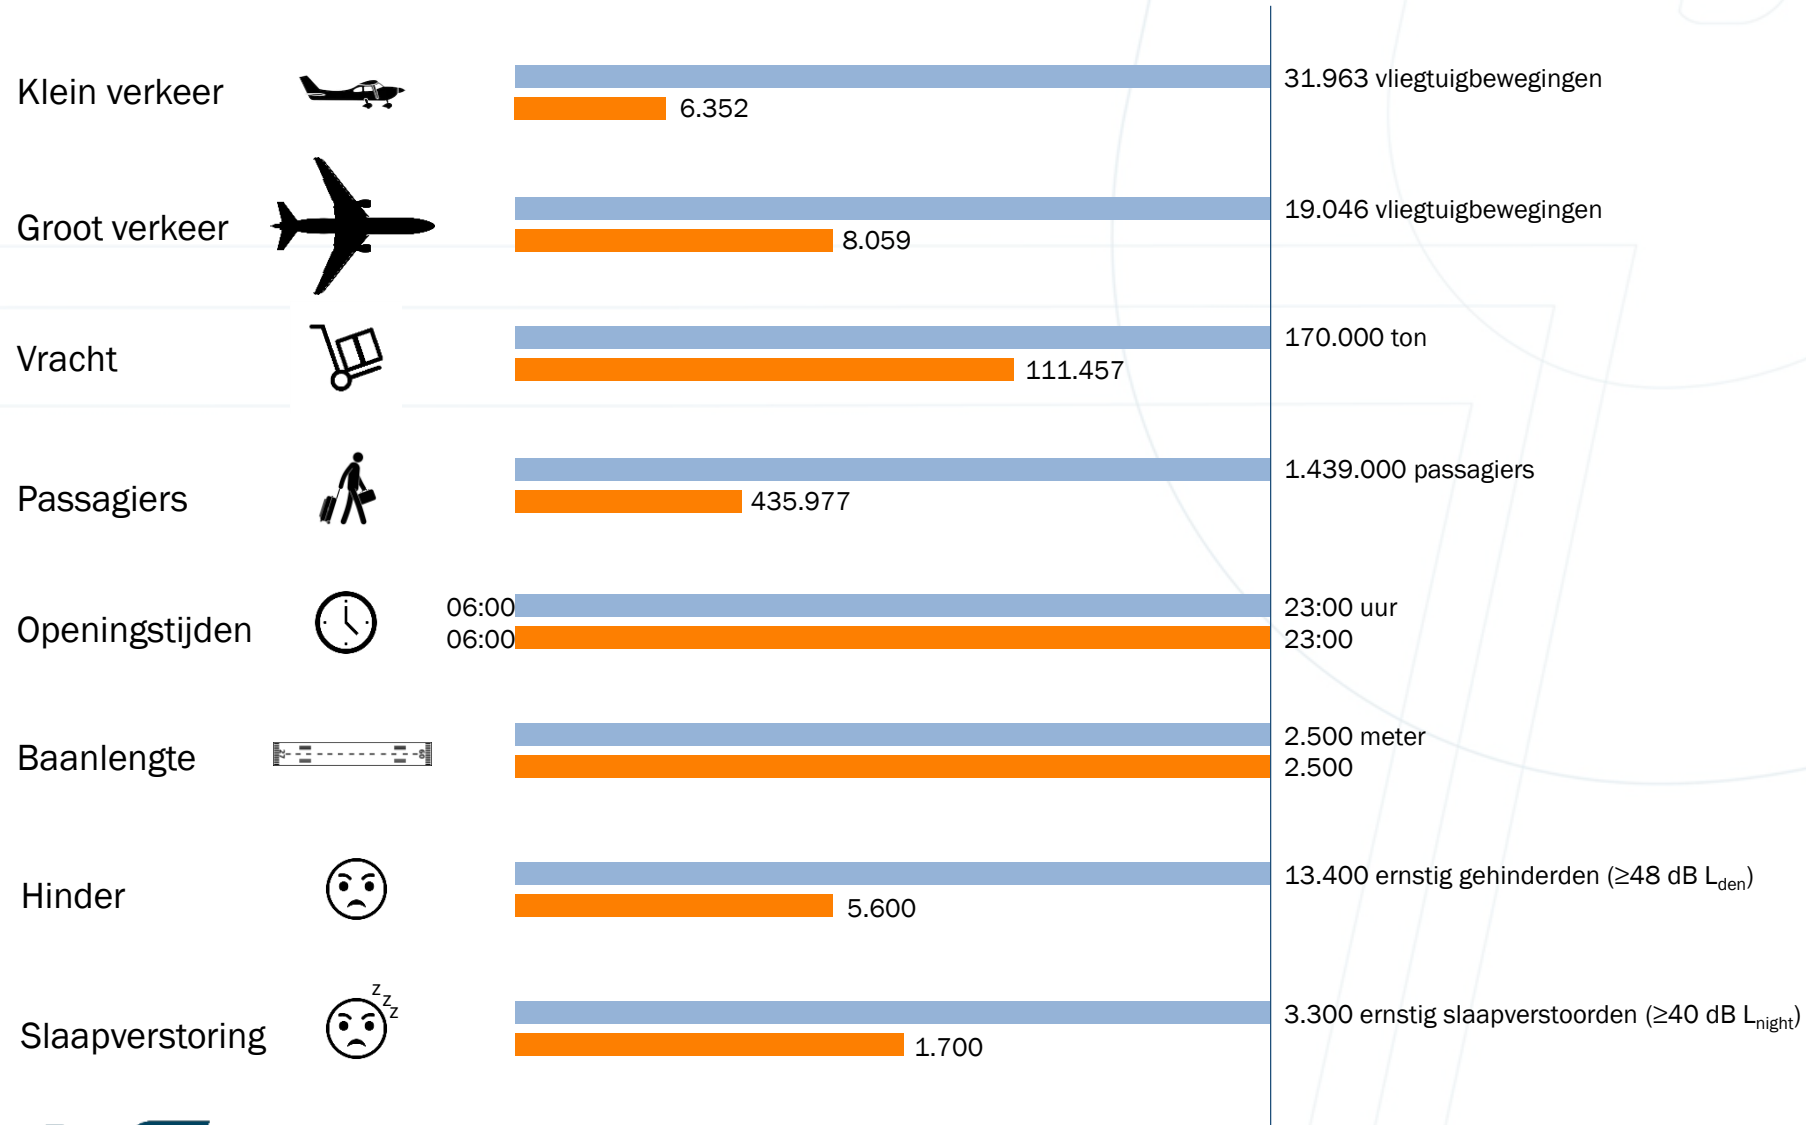 Klein verkeer
31.963 vliegtuigbewegingen
6.352
Groot verkeer
19.046 vliegtuigbewegingen
8.059
Vracht
170.000 ton
111.457
Passagiers
1.439.000 passagiers
435.977
Openingstijden
06:00 23:00 uur
06:00 23:00
Baanlengte
2.500 meter
2.500
Hinder
13.400 ernstig gehinderden (≥48 dB Lden)
5.600
Slaapverstoring
z z z
3.300 ernstig slaapverstoorden (≥40 dB Lnight)
1.700